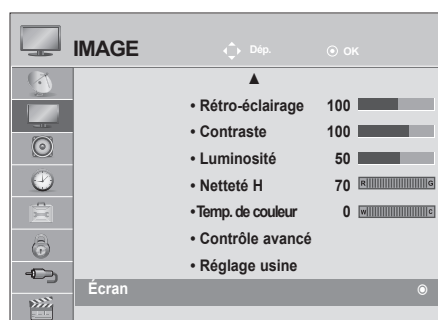 IMAGE Dép. OK
• Rétro-éclairage 100
• Contraste 100
• Luminosité 50
• Netteté H 70 R G
•Temp. de couleur 0 W C
• Contrôle avancé
• Réglage usine
Écran